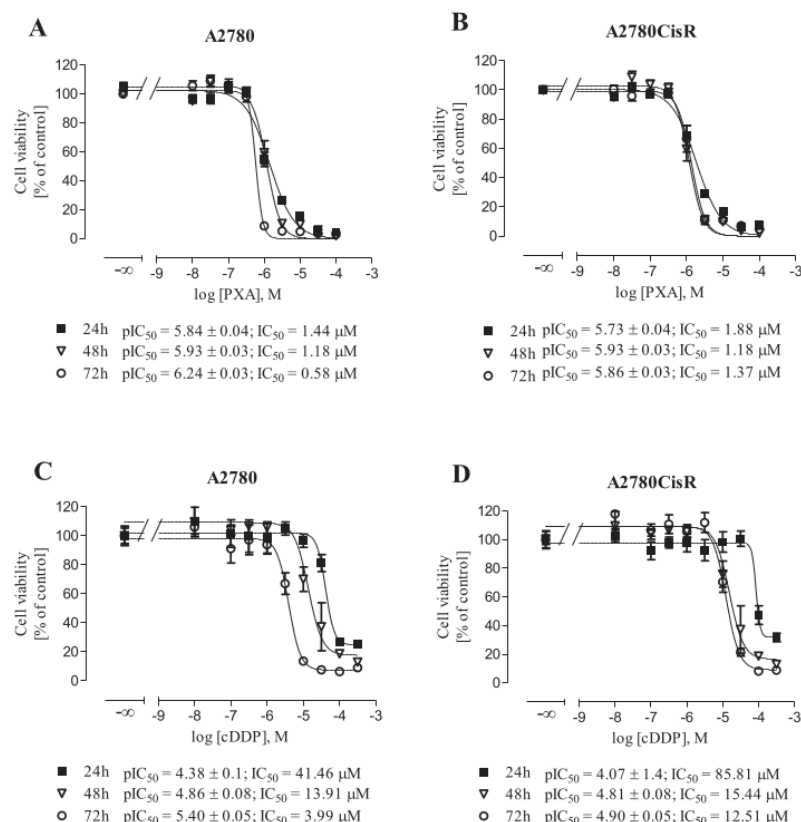 A
A2780
Cell viability
[% of control]
120
100
80
60
40
20
0
-∞
-9
-8
-7
-6
-5
-4
-3
log [PXA], M
24h pIC50 = 5.84 ± 0.04; IC50 = 1.44 μM
48h pIC50 = 5.93 ± 0.03; IC50 = 1.18 μM
72h pIC50 = 6.24 ± 0.03; IC50 = 0.58 μM
B
A2780CisR
Cell viability
[% of control]
120
100
80
60
40
20
0
-∞
-9
-8
-7
-6
-5
-4
-3
log [PXA], M
24h pIC50 = 5.73 ± 0.04; IC50 = 1.88 μM
48h pIC50 = 5.93 ± 0.03; IC50 = 1.18 μM
72h pIC50 = 5.86 ± 0.03; IC50 = 1.37 μM
C
A2780
Cell viability
[% of control]
120
100
80
60
40
20
0
-∞
-9
-8
-7
-6
-5
-4
-3
log [cDDP], M
24h pIC50 = 4.38 ± 0.1; IC50 = 41.46 μM
48h pIC50 = 4.86 ± 0.08; IC50 = 13.91 μM
72h pIC50 = 5.40 ± 0.05; IC50 = 3.99 μM
D
A2780CisR
Cell viability
[% of control]
120
100
80
60
40
20
0
-∞
-9
-8
-7
-6
-5
-4
-3
log [cDDP], M
24h pIC50 = 4.07 ± 1.4; IC50 = 85.81 μM
48h pIC50 = 4.81 ± 0.08; IC50 = 15.44 μM
72h pIC50 = 4.90 ± 0.05; IC50 = 12.51 μM